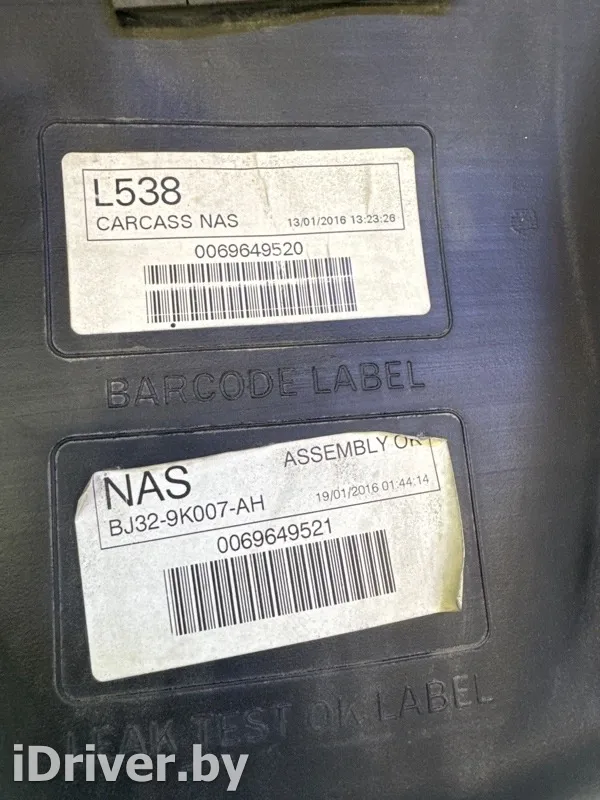 L538
CARCASS NAS 13/01/2016 13:23:26
0069649520
BARCODE LABEL
ASSEMBLY OK
NAS
BJ32-9K007-AH 19/01/2016 01:44:14
0069649521
LEAK TEST OK LABEL
iDriver.by